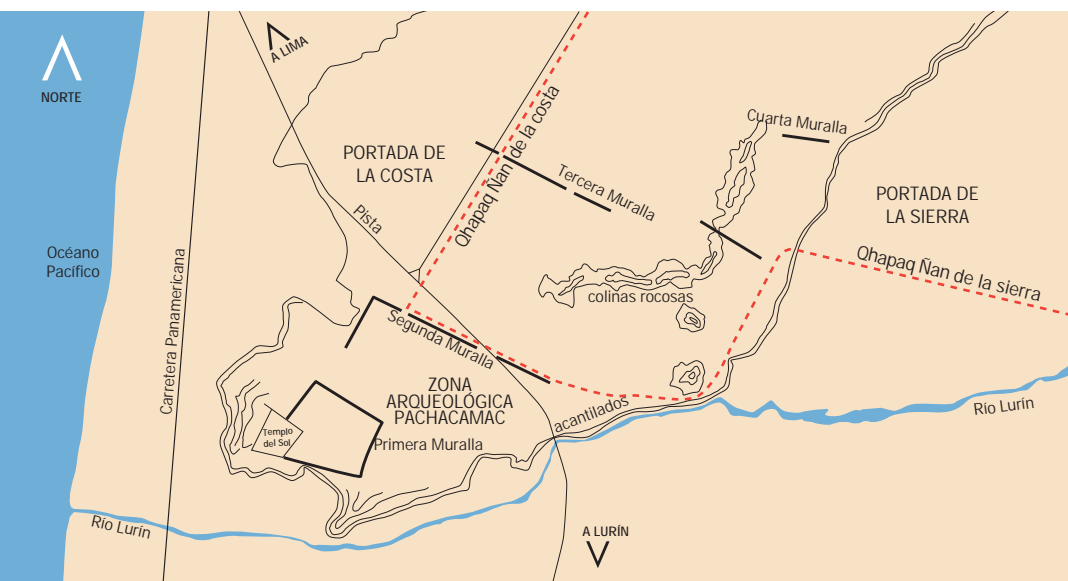 NORTE
A LIMA
Océano
Pacífico
Carretera Panamericana
PORTADA DE
LA COSTA
Pista
Qhapaq Ñan de la costa
Tercera Muralla
Cuarta Muralla
PORTADA DE
LA SIERRA
Qhapaq Ñan de la sierra
colinas rocosas
Segunda Muralla
ZONA
ARQUEOLÓGICA
PACHACAMAC
Templo
del Sol
Primera Muralla
acantilados
Río Lurín
Río Lurín
A LURÍN